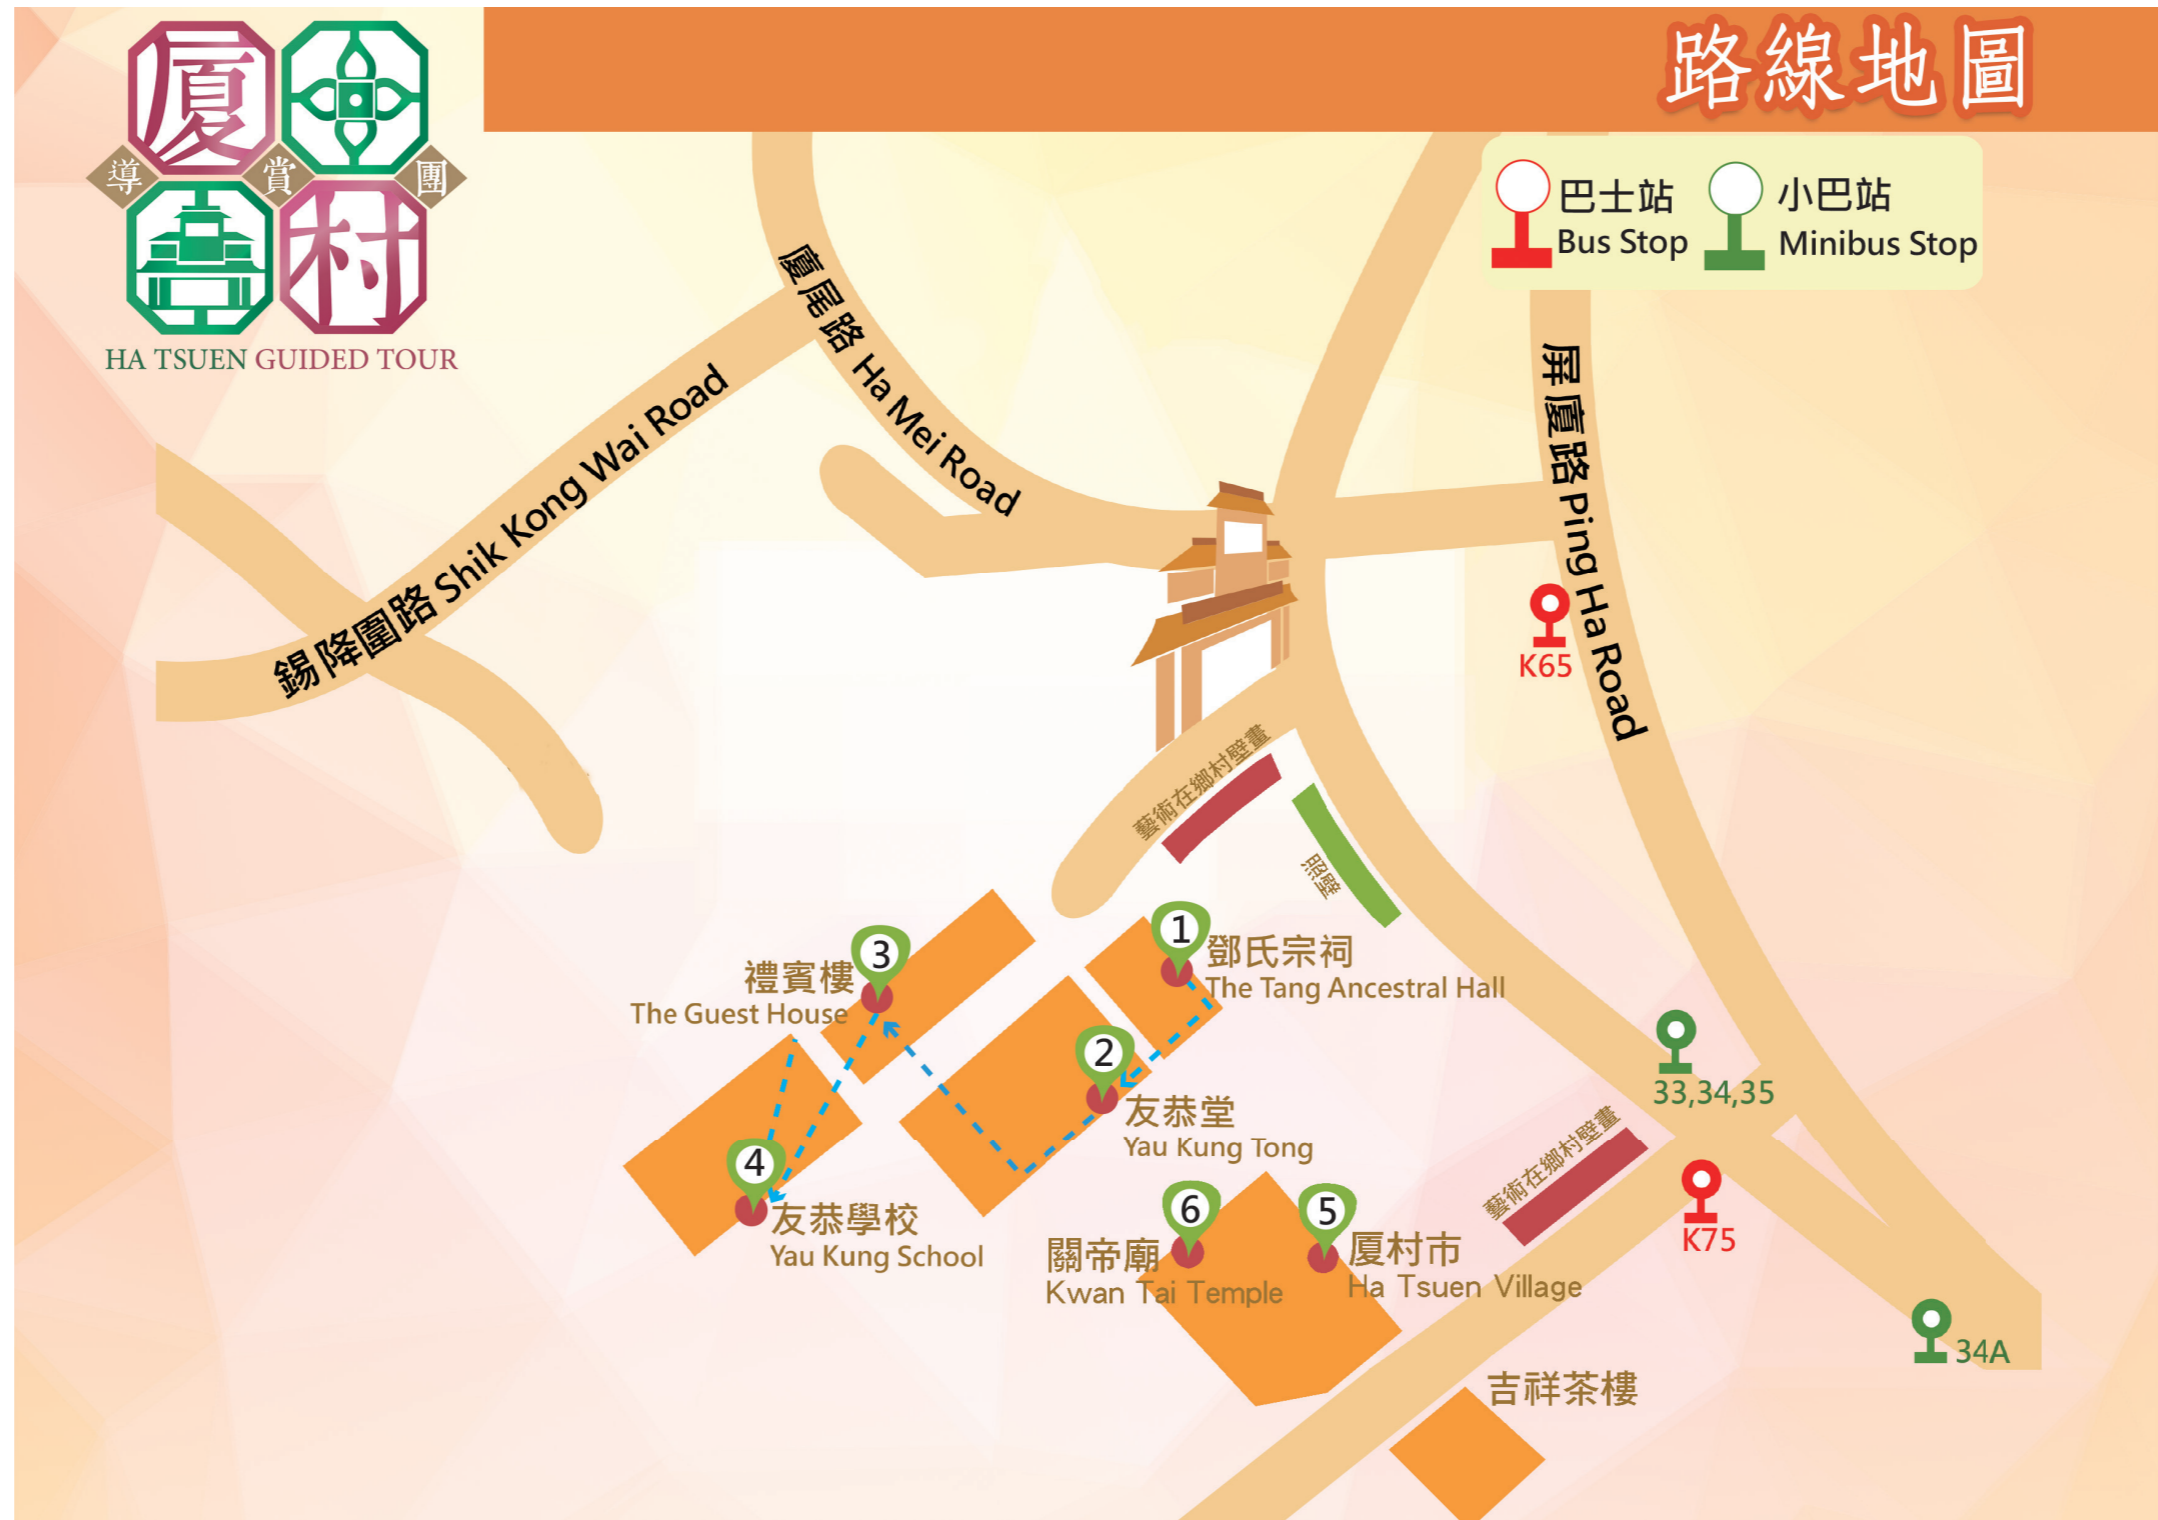 路線地圖
厦
村
導賞團
HA TSUEN GUIDED TOUR
巴士站
Bus Stop
小巴站
Minibus Stop
廈尾路 Ha Mei Road
錫降圍路 Shik Kong Wai Road
屏廈路 Ping Ha Road
K65
藝術在鄉村壁畫
照壁
1
鄧氏宗祠
The Tang Ancestral Hall
3
禮賓樓
The Guest House
2
友恭堂
Yau Kung Tong
33,34,35
藝術在鄉村壁畫
4
友恭學校
Yau Kung School
6
關帝廟
Kwan Tai Temple
5
厦村市
Ha Tsuen Village
K75
34A
吉祥茶樓